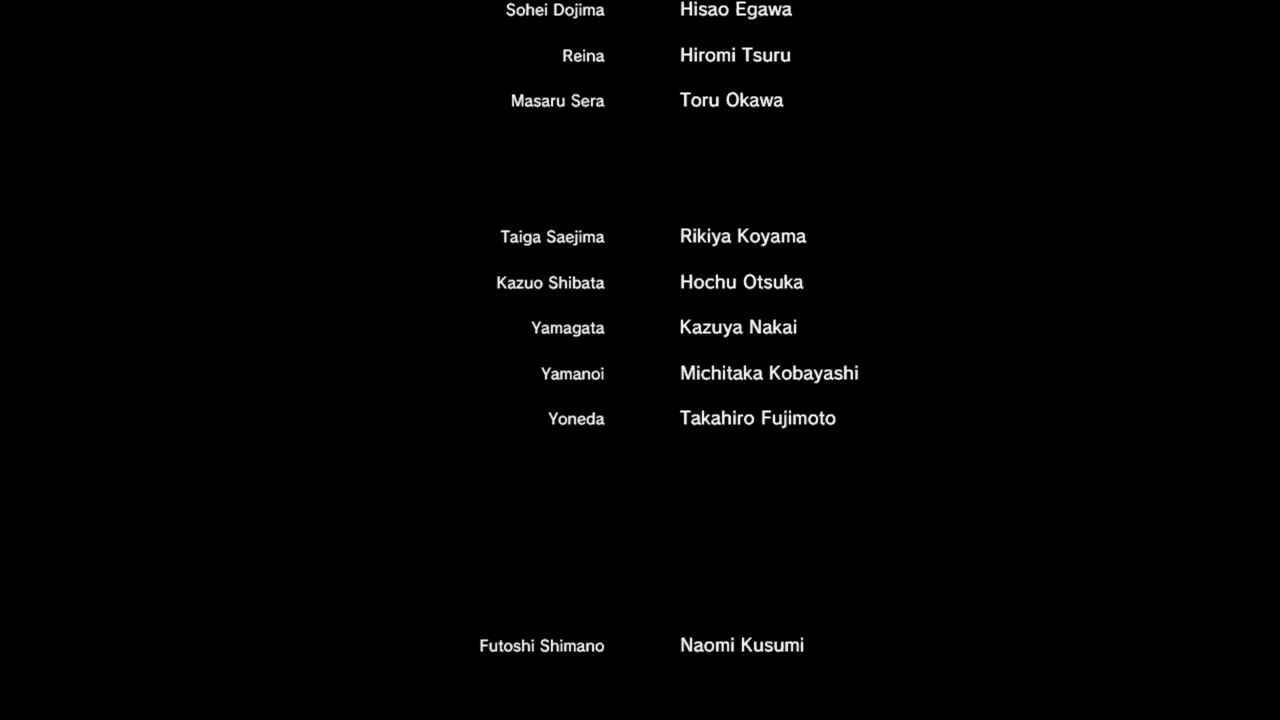 Sohei Dojima Hisao Egawa
Reina Hiromi Tsuru
Masaru Sera Toru Okawa
Taiga Saejima Rikiya Koyama
Kazuo Shibata Hochu Otsuka
Yamagata Kazuya Nakai
Yamanoi Michitaka Kobayashi
Yoneda Takahiro Fujimoto
Futoshi Shimano Naomi Kusumi